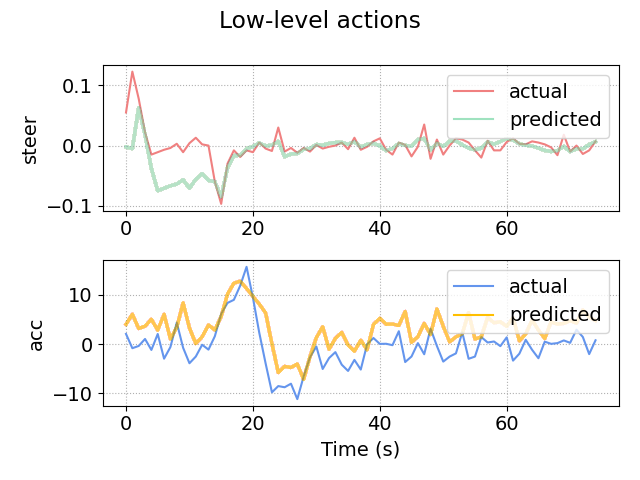 Low-level actions
steer
0.1
0.0
−0.1
actual
predicted
0
20
40
60
acc
10
0
−10
actual
predicted
0
20
40
60
Time (s)